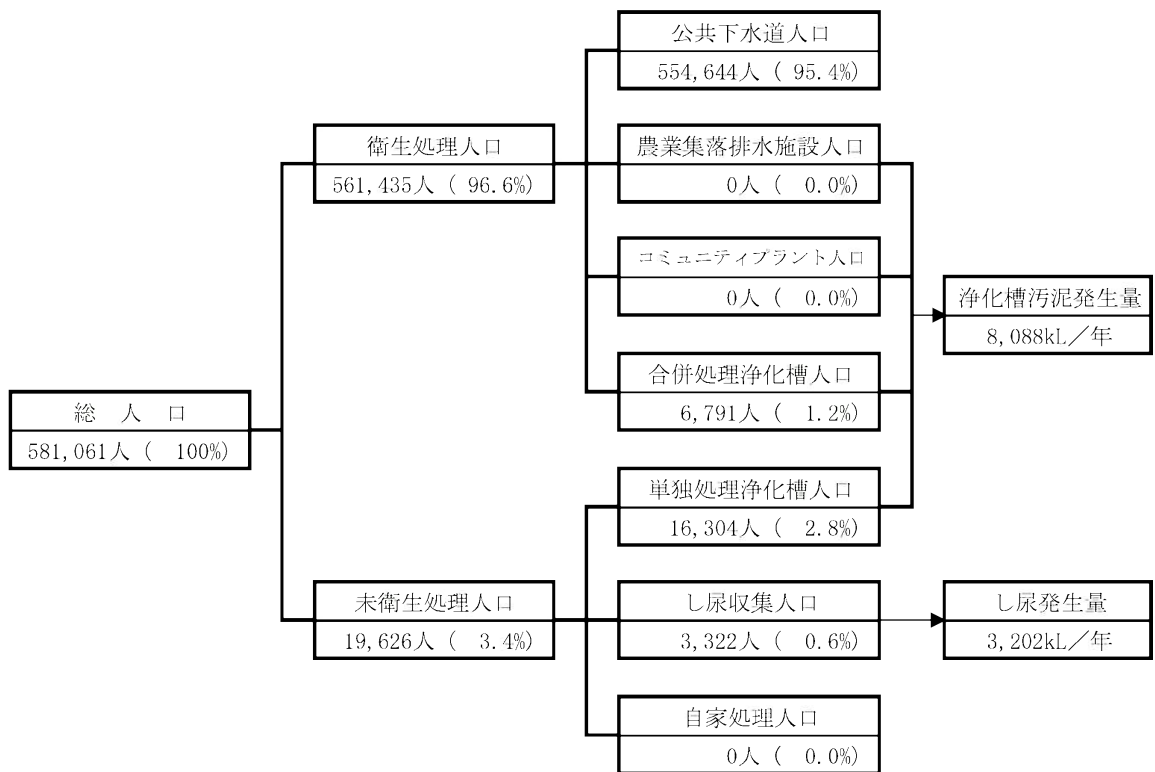 公共下水道人口
554,644人 ( 95.4%)
衛生処理人口
561,435人 ( 96.6%)
農業集落排水施設人口
0人 ( 0.0%)
コミュニティプラント人口
0人 ( 0.0%)
浄化槽汚泥発生量
8,088kL／年
合併処理浄化槽人口
6,791人 ( 1.2%)
総 人 口
581,061人 ( 100%)
単独処理浄化槽人口
16,304人 ( 2.8%)
未衛生処理人口
19,626人 ( 3.4%)
し尿収集人口
3,322人 ( 0.6%)
し尿発生量
3,202kL／年
自家処理人口
0人 ( 0.0%)